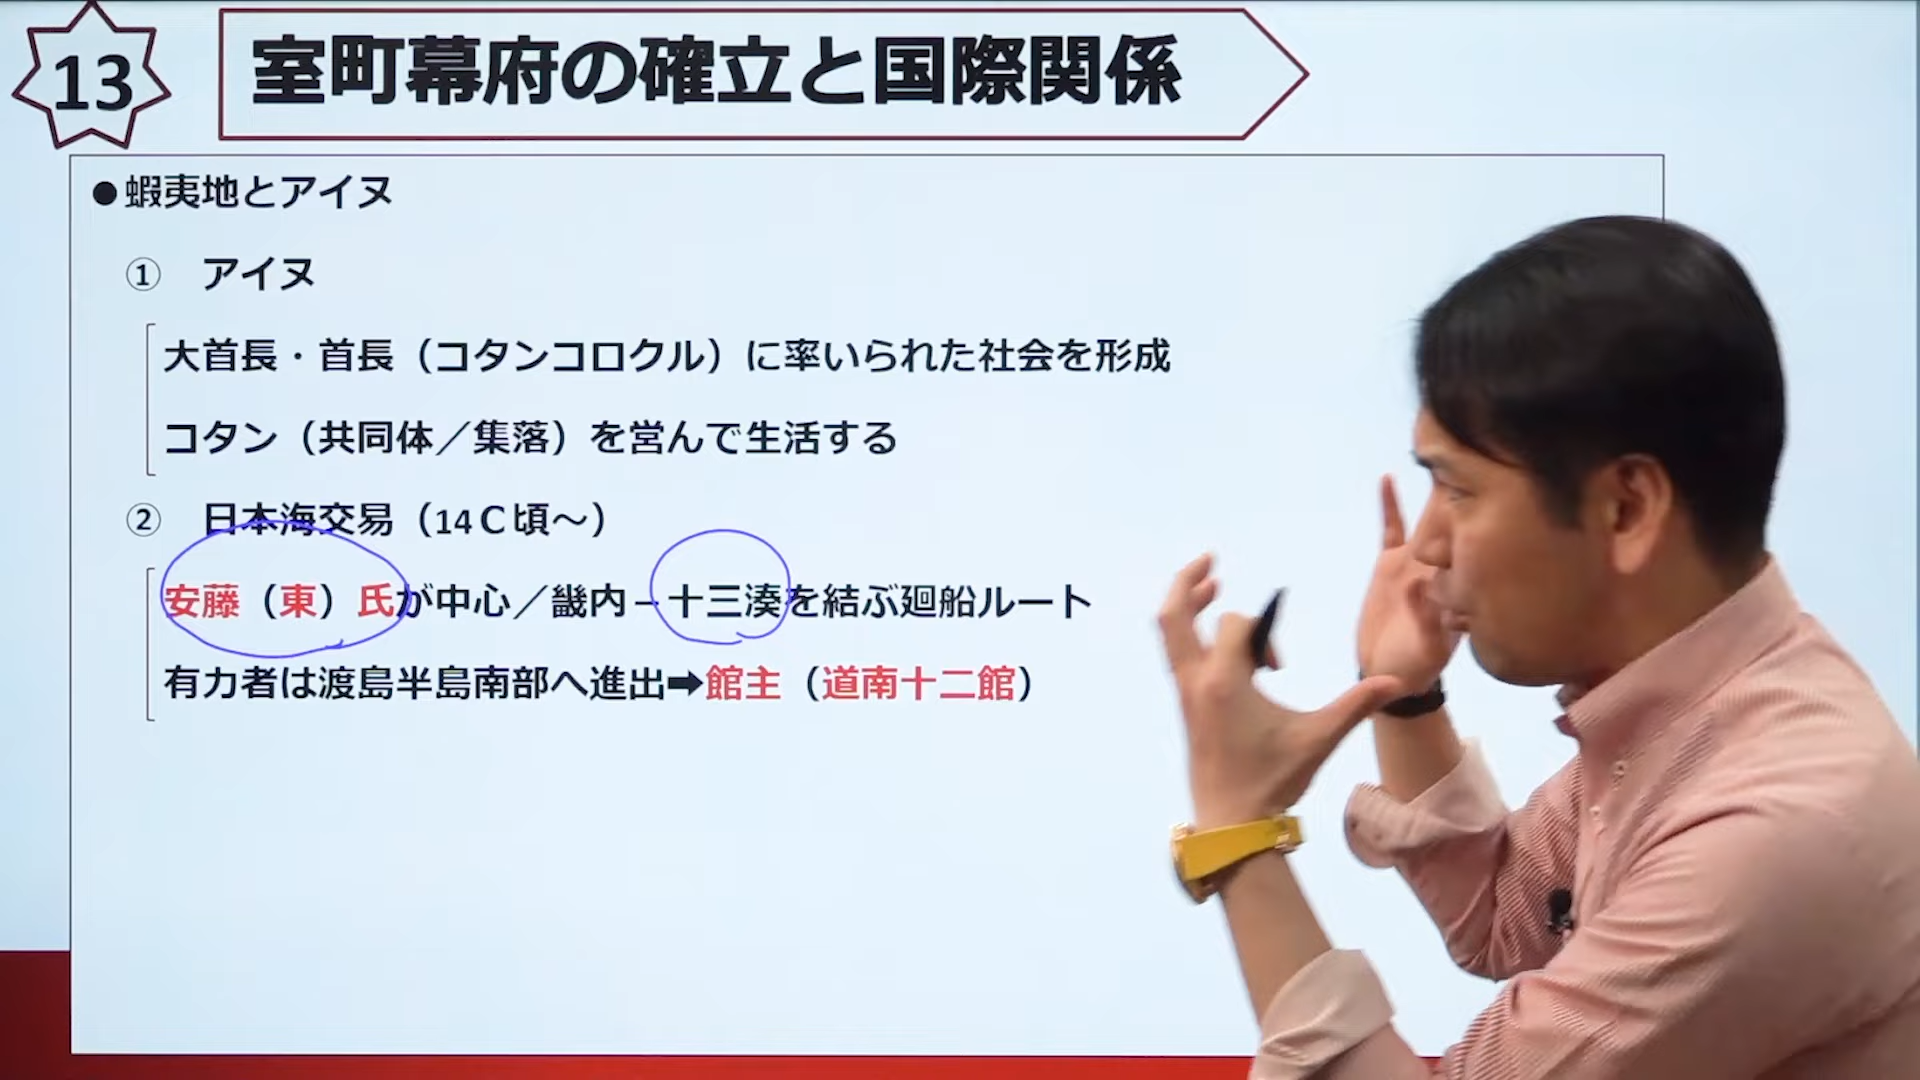 13
室町幕府の確立と国際関係
●蝦夷地とアイヌ
① アイヌ
大首長・首長（コタンコロクル）に率いられた社会を形成
コタン（共同体／集落）を営んで生活する
② 日本海交易（14C頃～）
安藤（東）氏が中心／畿内－十三湊を結ぶ廻船ルート
有力者は渡島半島南部へ進出➡館主（道南十二館）